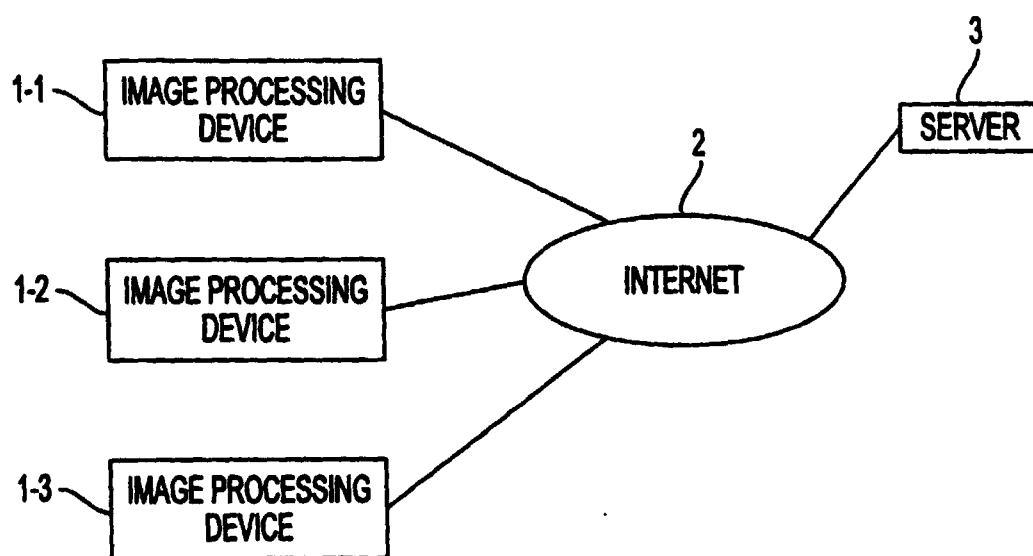 3
1-1
IMAGE PROCESSING
DEVICE
SERVER
2
1-2
IMAGE PROCESSING
DEVICE
INTERNET
1-3
IMAGE PROCESSING
DEVICE